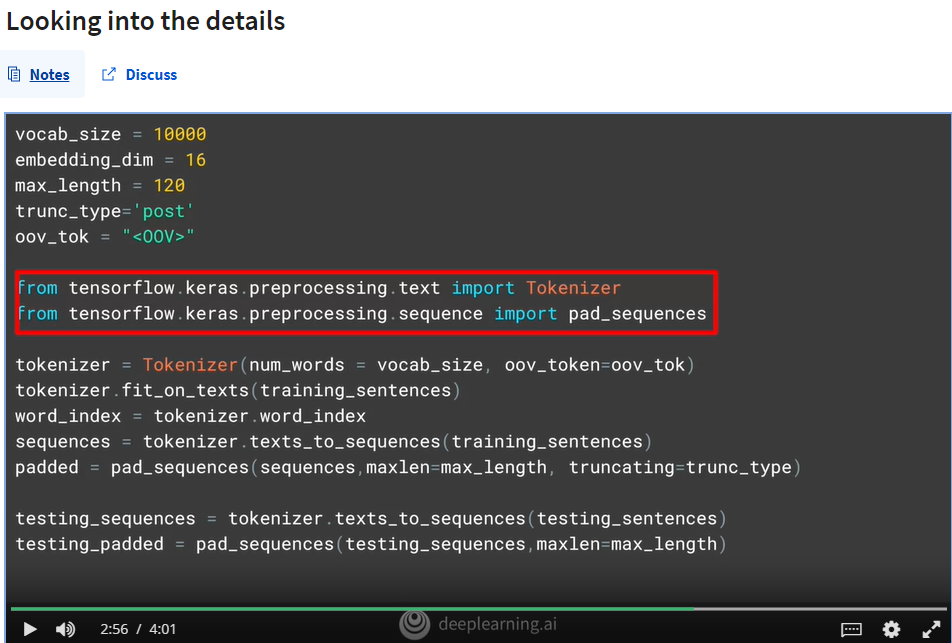 Looking into the details
Notes Discuss
vocab_size = 10000
embedding_dim = 16
max_length = 120
trunc_type='post'
oov_tok = "<OOV>"
from tensorflow.keras.preprocessing.text import Tokenizer
from tensorflow.keras.preprocessing.sequence import pad_sequences
tokenizer = Tokenizer(num_words = vocab_size, oov_token=oov_tok)
tokenizer.fit_on_texts(training_sentences)
word_index = tokenizer.word_index
sequences = tokenizer.texts_to_sequences(training_sentences)
padded = pad_sequences(sequences,maxlen=max_length, truncating=trunc_type)
testing_sequences = tokenizer.texts_to_sequences(testing_sentences)
testing_padded = pad_sequences(testing_sequences,maxlen=max_length)
2:56 / 4:01 deeplearning.ai